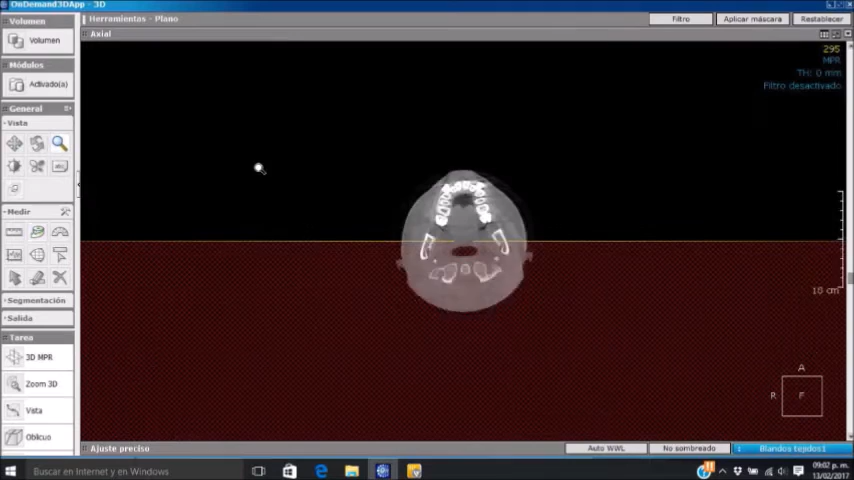 OnDemand3DApp - 3D
Volumen
Herramientas - Plano
Filtro
Aplicar máscara
Restablecer
Volumen
Axial
295
MPR
TH: 0 mm
Filtro desactivado
Módulos
Activado(a)
General
Vista
Medir
10 cm
Segmentación
Salida
Tarea
3D MPR
Zoom 3D
Vista
Oblicuo
A
R
F
Ajuste preciso
Auto WWL
No sombreado
1
Blandos tejdos1
Buscar en Internet y en Windows
09:02 p. m.
13/02/2017